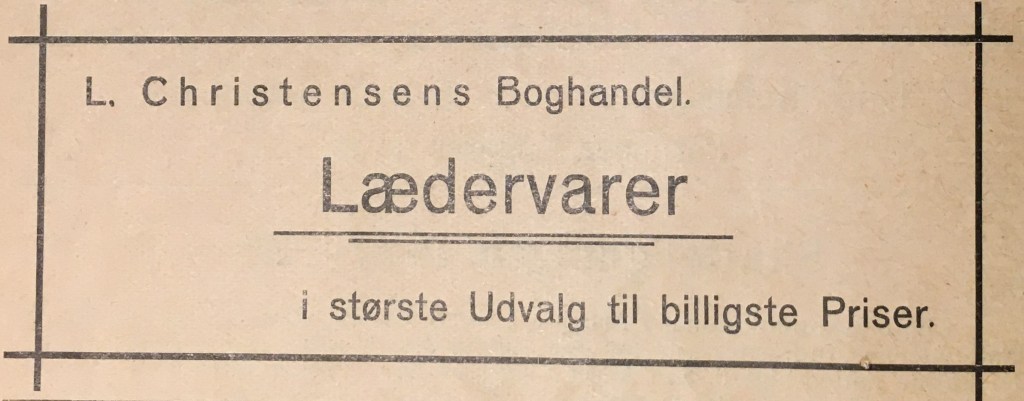 L. Christensens Boghandel.
Lædervarer
i største Udvalg til billigste Priser.